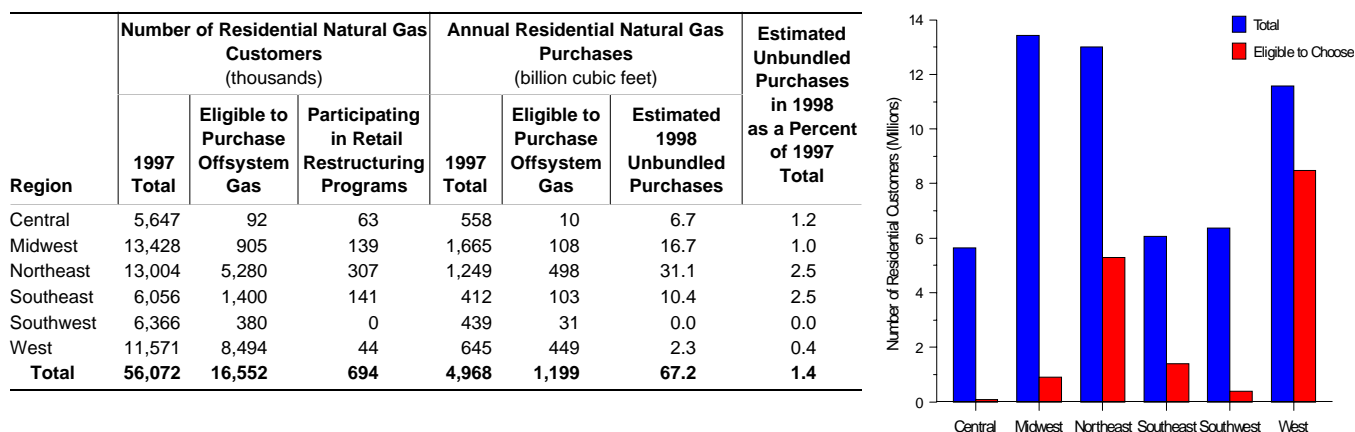 Number of Residential Natural Gas Customers (thousands)
Annual Residential Natural Gas Purchases (billion cubic feet)
Estimated Unbundled Purchases in 1998 as a Percent of 1997 Total
Region
1997 Total
Eligible to Purchase Offsystem Gas
Participating in Retail Restructuring Programs
1997 Total
Eligible to Purchase Offsystem Gas
Estimated 1998 Unbundled Purchases
Central 5,647 92 63 558 10 6.7 1.2
Midwest 13,428 905 139 1,665 108 16.7 1.0
Northeast 13,004 5,280 307 1,249 498 31.1 2.5
Southeast 6,056 1,400 141 412 103 10.4 2.5
Southwest 6,366 380 0 439 31 0.0 0.0
West 11,571 8,494 44 645 449 2.3 0.4
Total 56,072 16,552 694 4,968 1,199 67.2 1.4
Total
Eligible to Choose
Number of Residential Customers (Millions)
14
12
10
8
6
4
2
0
Central Midwest Northeast Southeast Southwest West